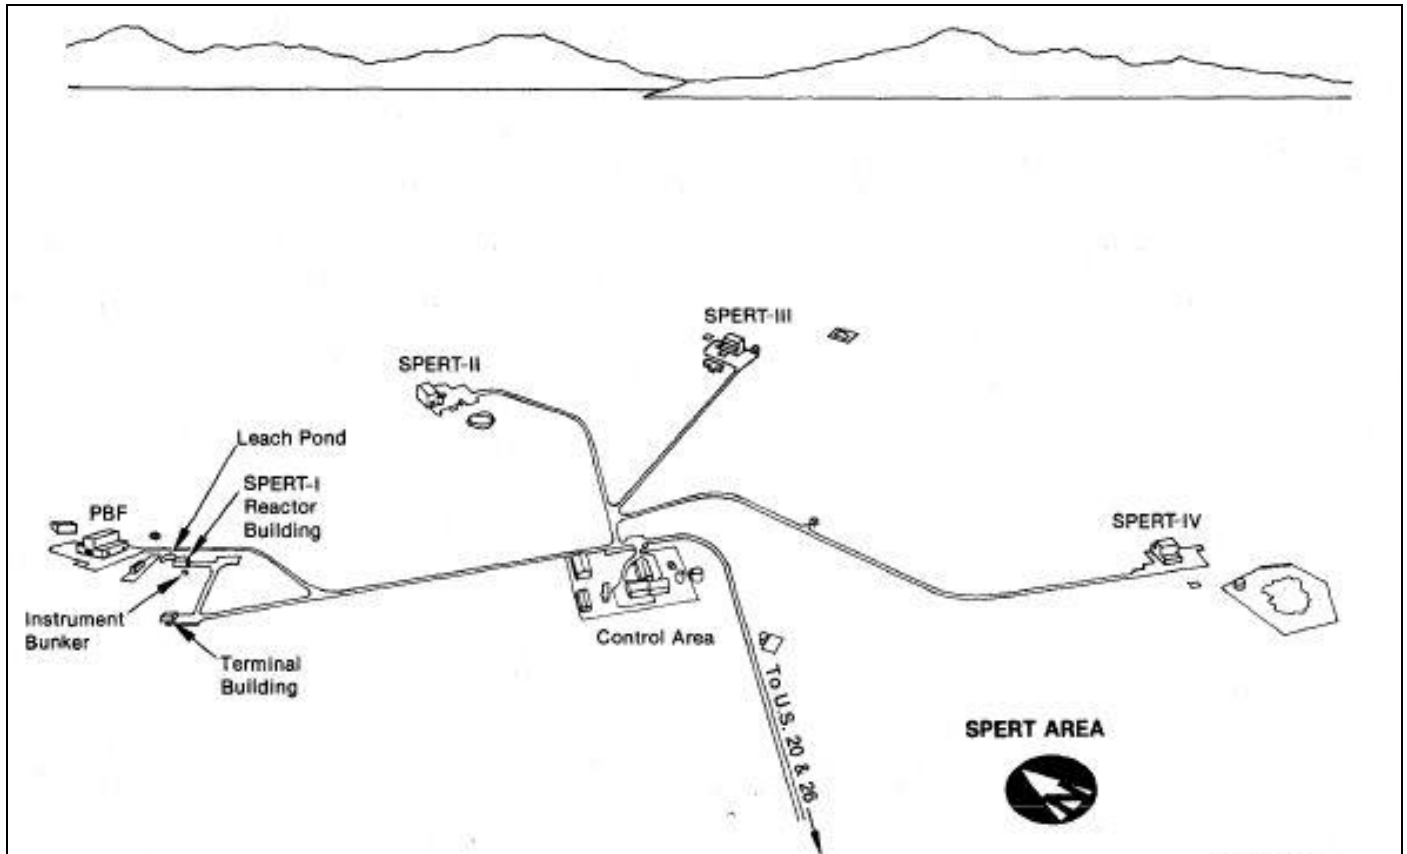 SPERT-III
SPERT-II
Leach Pond
SPERT-I
Reactor
Building
PBF
SPERT-IV
Instrument
Bunker
Control Area
Terminal
Building
To U.S. 20 & 26
SPERT AREA
N